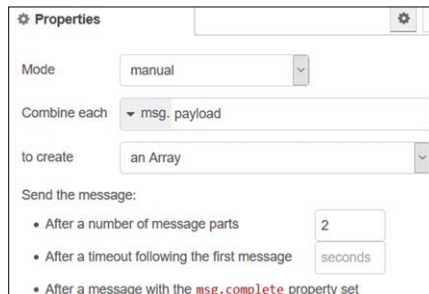 Properties
Mode manual
Combine each msg. payload
to create an Array
Send the message:
• After a number of message parts 2
• After a timeout following the first message seconds
• After a message with the msg.complete property set